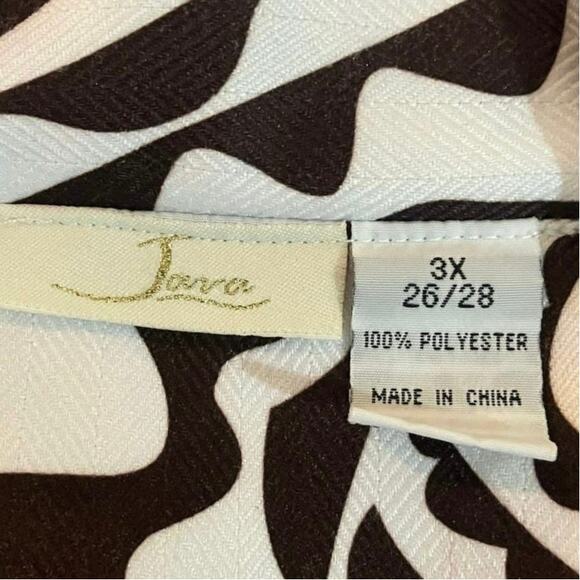 Java
3X
26/28
100% POLYESTER
MADE IN CHINA